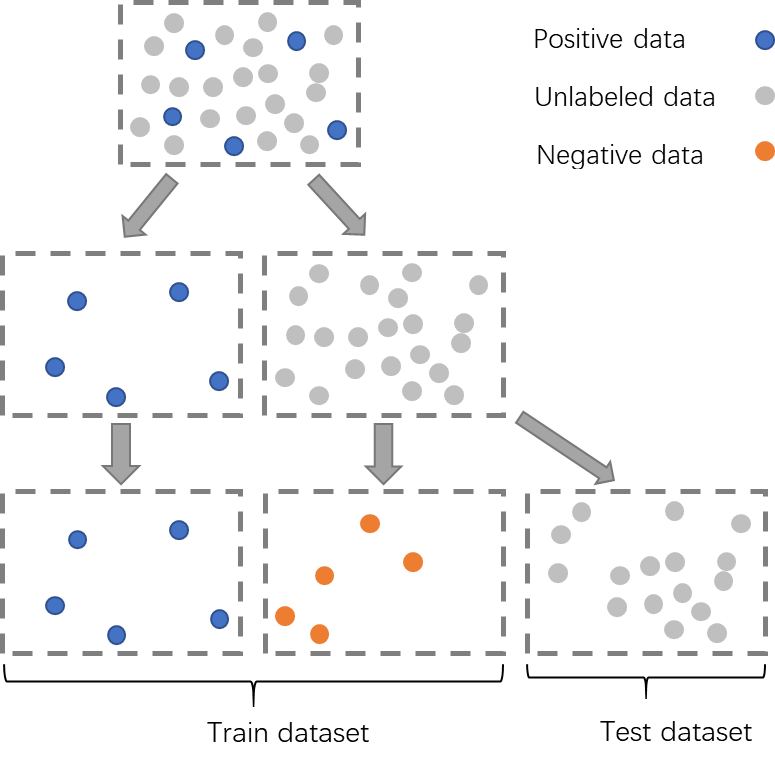 Positive data
Unlabeled data
Negative data
Train dataset
Test dataset